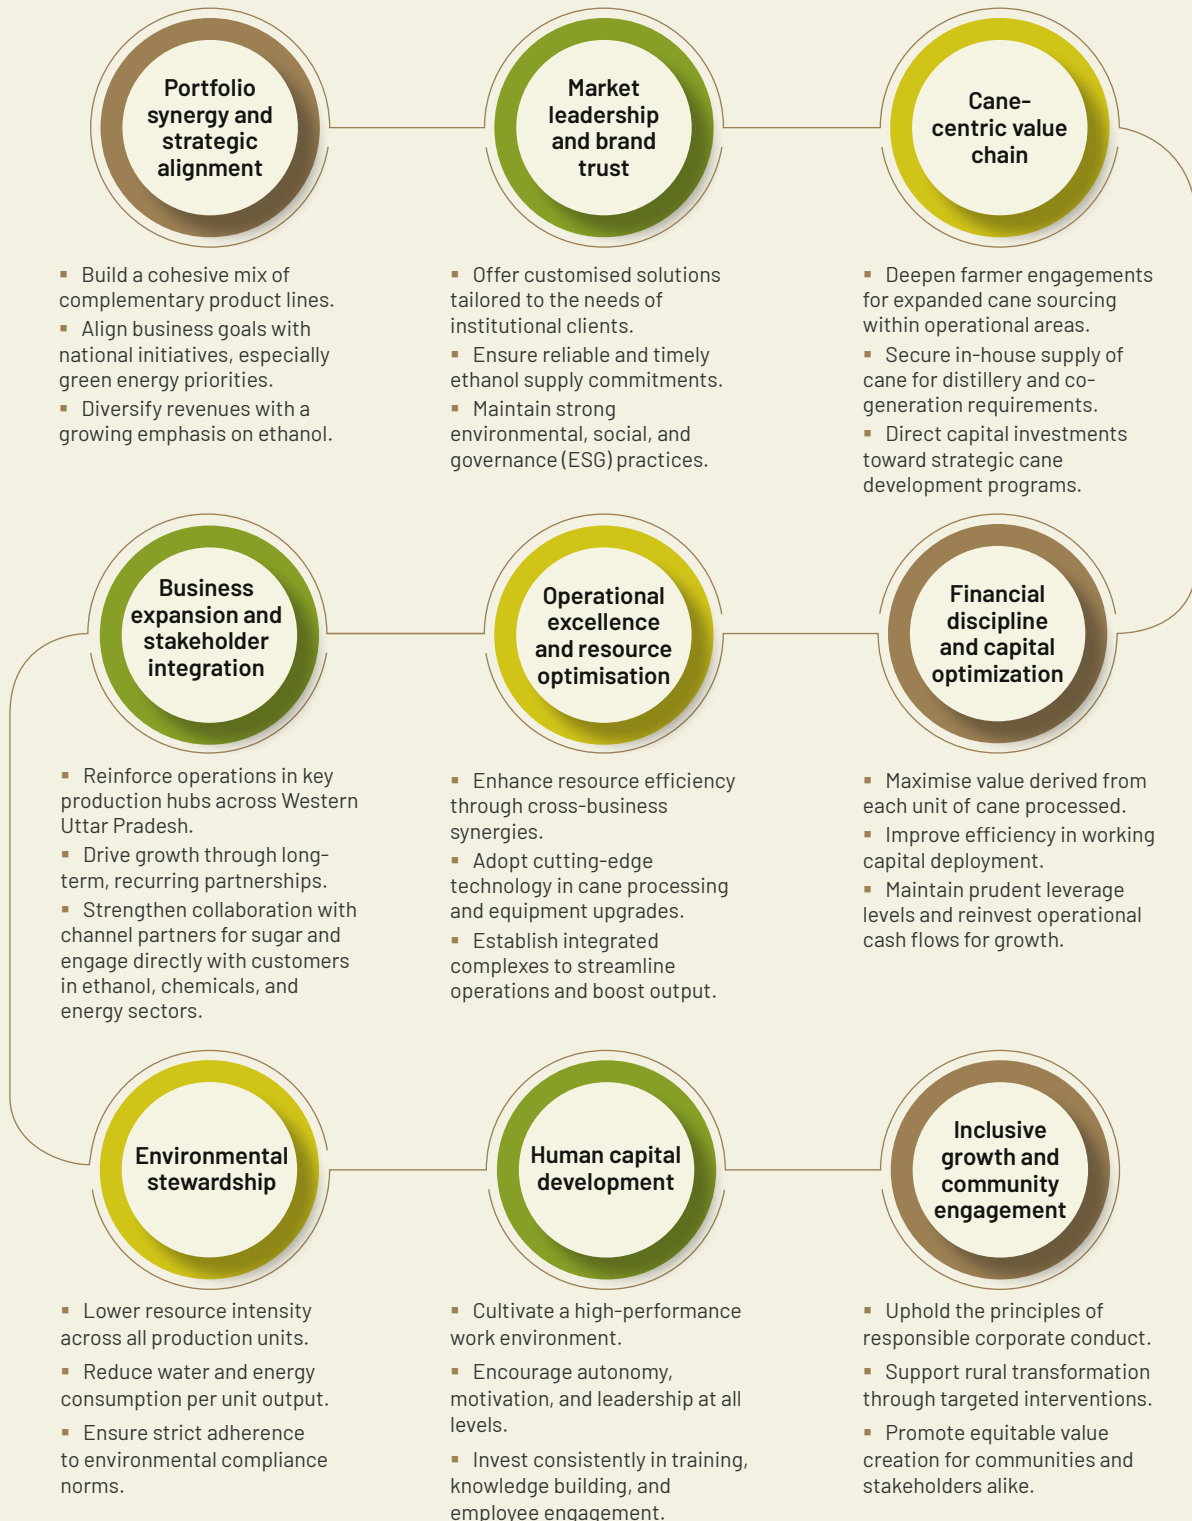 Portfolio
synergy and
strategic
alignment
▪ Build a cohesive mix of
complementary product lines.
▪ Align business goals with
national initiatives, especially
green energy priorities.
▪ Diversify revenues with a
growing emphasis on ethanol.
Market
leadership
and brand
trust
▪ Offer customised solutions
tailored to the needs of
institutional clients.
▪ Ensure reliable and timely
ethanol supply commitments.
▪ Maintain strong
environmental, social, and
governance (ESG) practices.
Cane-
centric value
chain
▪ Deepen farmer engagements
for expanded cane sourcing
within operational areas.
▪ Secure in-house supply of
cane for distillery and co-
generation requirements.
▪ Direct capital investments
toward strategic cane
development programs.
Business
expansion and
stakeholder
integration
▪ Reinforce operations in key
production hubs across Western
Uttar Pradesh.
▪ Drive growth through long-
term, recurring partnerships.
▪ Strengthen collaboration with
channel partners for sugar and
engage directly with customers
in ethanol, chemicals, and
energy sectors.
Operational
excellence
and resource
optimisation
▪ Enhance resource efficiency
through cross-business
synergies.
▪ Adopt cutting-edge
technology in cane processing
and equipment upgrades.
▪ Establish integrated
complexes to streamline
operations and boost output.
Financial
discipline
and capital
optimization
▪ Maximise value derived from
each unit of cane processed.
▪ Improve efficiency in working
capital deployment.
▪ Maintain prudent leverage
levels and reinvest operational
cash flows for growth.
Environmental
stewardship
▪ Lower resource intensity
across all production units.
▪ Reduce water and energy
consumption per unit output.
▪ Ensure strict adherence
to environmental compliance
norms.
Human capital
development
▪ Cultivate a high-performance
work environment.
▪ Encourage autonomy,
motivation, and leadership at all
levels.
▪ Invest consistently in training,
knowledge building, and
employee engagement.
Inclusive
growth and
community
engagement
▪ Uphold the principles of
responsible corporate conduct.
▪ Support rural transformation
through targeted interventions.
▪ Promote equitable value
creation for communities and
stakeholders alike.